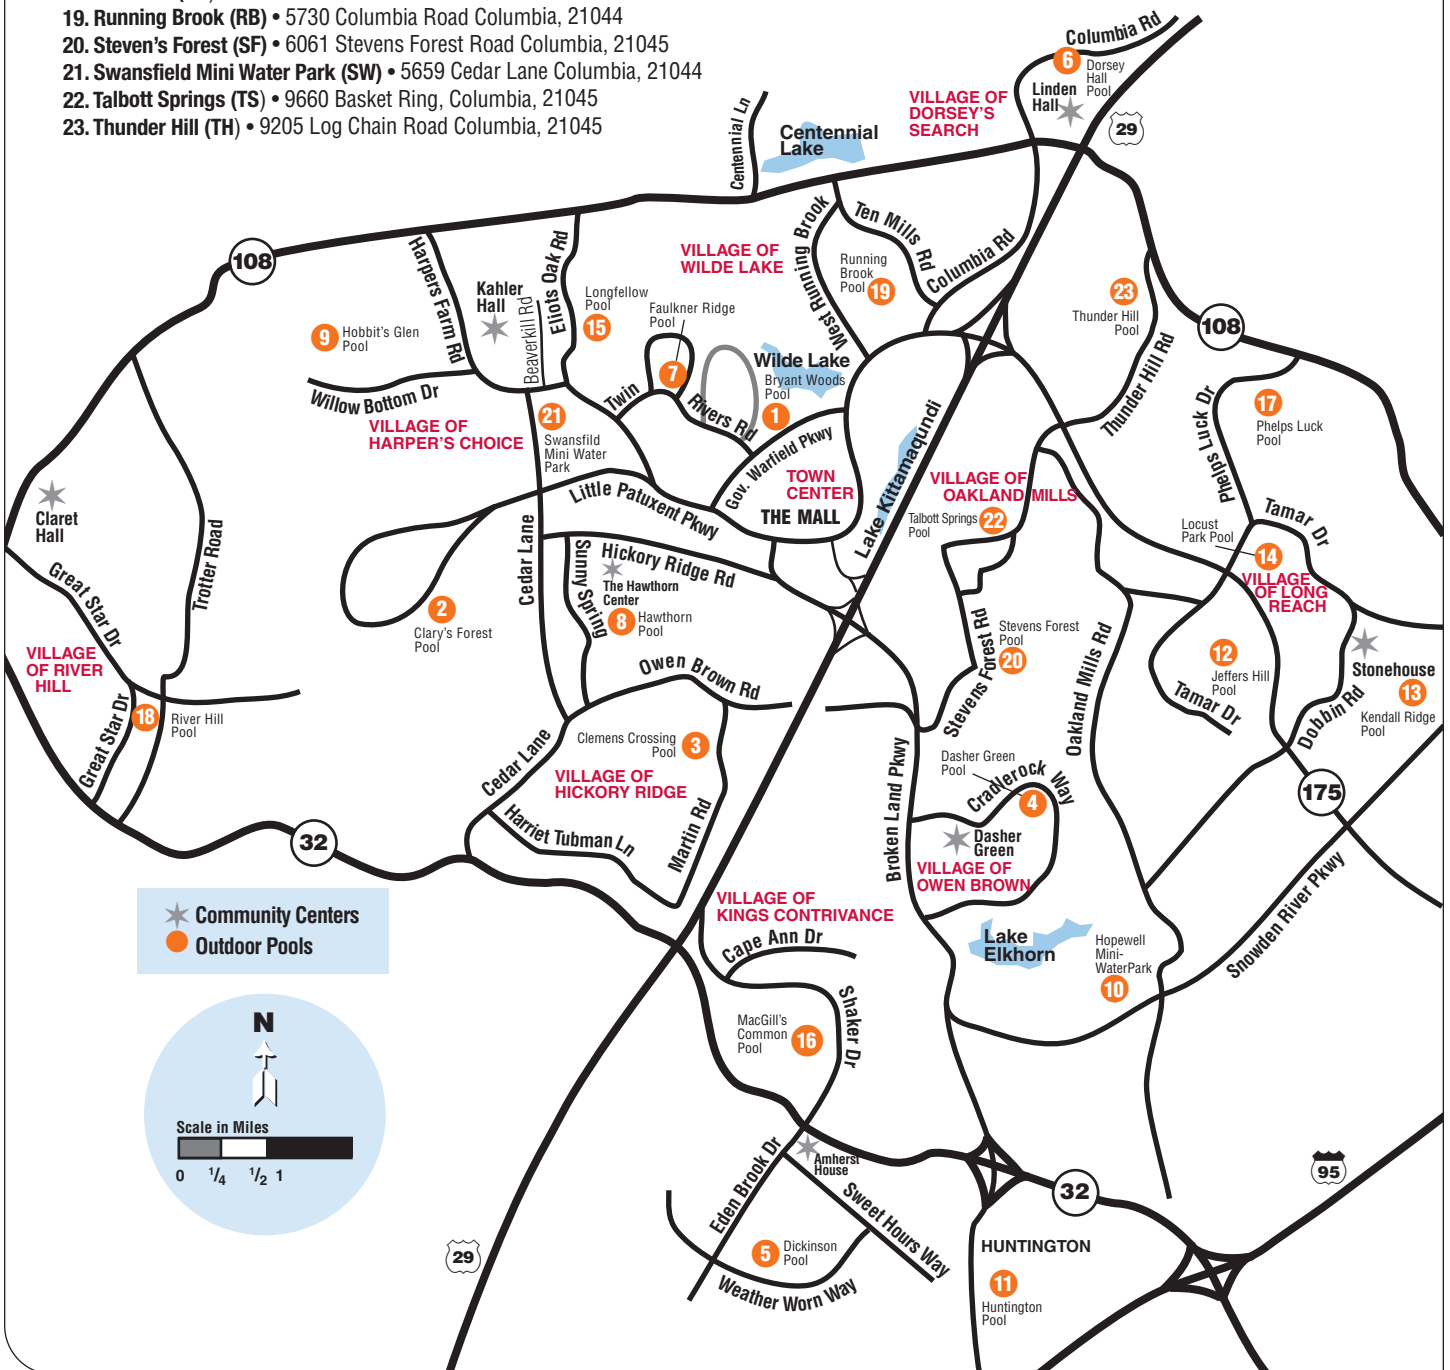 19. Running Brook (RB) • 5730 Columbia Road Columbia, 21044
20. Steven's Forest (SF) • 6061 Stevens Forest Road Columbia, 21045
21. Swansfield Mini Water Park (SW) • 5659 Cedar Lane Columbia, 21044
22. Talbott Springs (TS) • 9660 Basket Ring, Columbia, 21045
23. Thunder Hill (TH) • 9205 Log Chain Road Columbia, 21045
Columbia Rd
6
Dorsey
Hall
Pool
Linden
Hall
VILLAGE OF
DORSEY'S
SEARCH
29
Centennial Ln
Centennial
Lake
108
Harpers Farm Rd
Kahler
Hall
Beaverkill Rd
Eliots Oak Rd
Longfellow
Pool
15
VILLAGE OF
WILDE LAKE
West Running Brook
Ten Mills Rd
Running
Brook
Pool
19
Columbia Rd
23
Thunder Hill
Pool
108
Thunder Hill Rd
9
Hobbit's Glen
Pool
Willow Bottom Dr
Faulkner Ridge
Pool
7
Twin
Rivers Rd
Wilde Lake
Bryant Woods
Pool
1
VILLAGE OF
HARPER'S CHOICE
21
Swansfild
Mini Water
Park
Gov. Warfield Pkwy
TOWN
CENTER
THE MALL
Lake Kittamaqundi
Little Patuxent Pkwy
VILLAGE OF
OAKLAND MILLS
Talbott Springs
Pool
22
Phelps Luck Dr
17
Phelps Luck
Pool
Tamar Dr
Locust
Park Pool
14
VILLAGE
OF LONG
REACH
Claret
Hall
Great Star Dr
Trotter Road
Cedar Lane
Sunny Spring
Hickory Ridge Rd
The Hawthorn
Center
8
Hawthorn
Pool
2
Clary's Forest
Pool
Owen Brown Rd
Stevens Forest Rd
Stevens Forest
Pool
20
Oakland Mills Rd
12
Jeffers Hill
Pool
Tamar Dr
Stonehouse
13
Kendall Ridge
Pool
Dobbin Rd
VILLAGE
OF RIVER
HILL
18
River Hill
Pool
Great Star Dr
Cedar Lane
Clemens Crossing
Pool
3
VILLAGE OF
HICKORY RIDGE
Harriet Tubman Ln
Martin Rd
Broken Land Pkwy
Dasher Green
Pool
Cradlerock Way
4
Dasher
Green
VILLAGE OF
OWEN BROWN
175
32
Snowden River Pkwy
Community Centers
Outdoor Pools
VILLAGE OF
KINGS CONTRIVANCE
Cape Ann Dr
Lake
Elkhorn
Hopewell
Mini-
WaterPark
10
Shaker Dr
MacGill's
Common
Pool
16
N
Scale in Miles
0 1/4 1/2 1
Amherst
House
Eden Brook Dr
Sweet Hours Way
32
95
29
5
Dickinson
Pool
Weather Worn Way
HUNTINGTON
11
Huntington
Pool